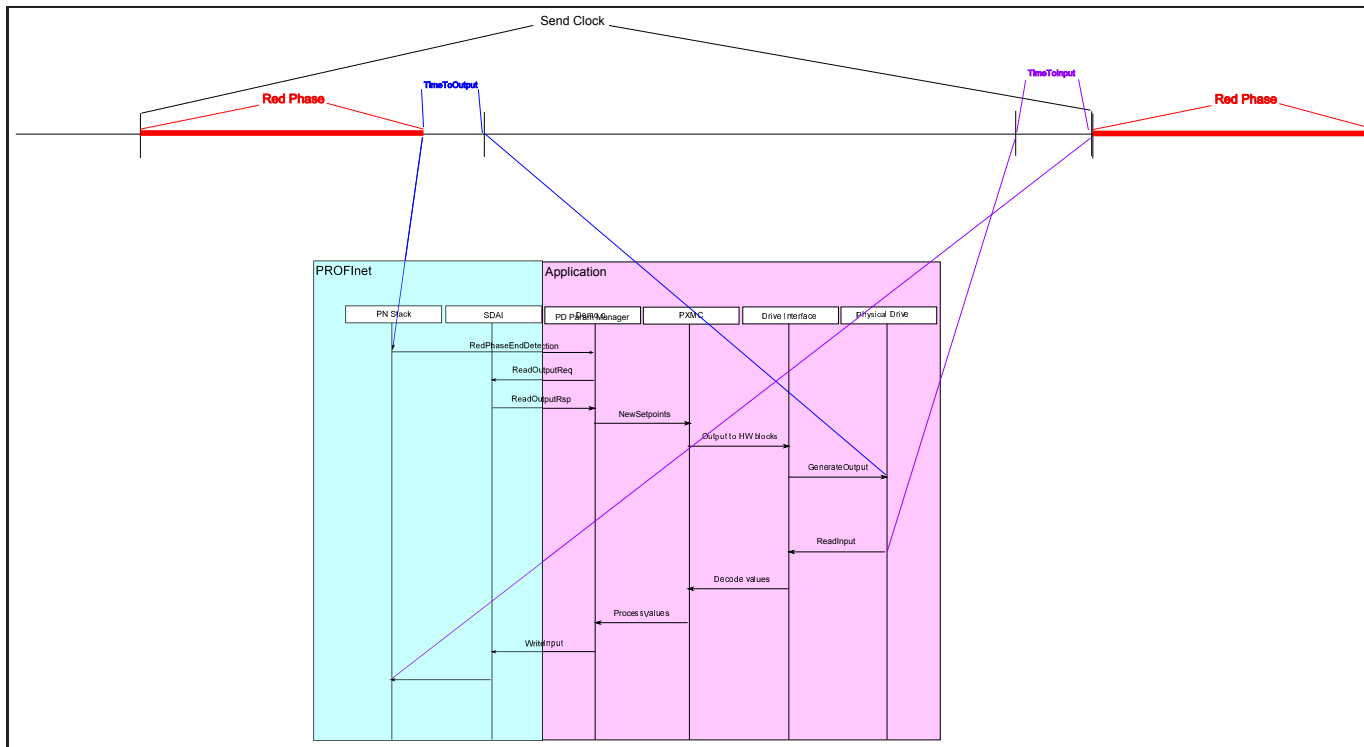 Send Clock
TimeToOutput
TimeToInput
Red Phase
Red Phase
PROFInet
Application
PN Stack
SDAI
PD Param Manager
PXMC
Drive Interface
Physical Drive
RedPhaseEndDetection
ReadOutputReq
ReadOutputRsp
NewSetpoints
Output to HW blocks
GenerateOutput
ReadInput
Decode values
Process values
WriteInput